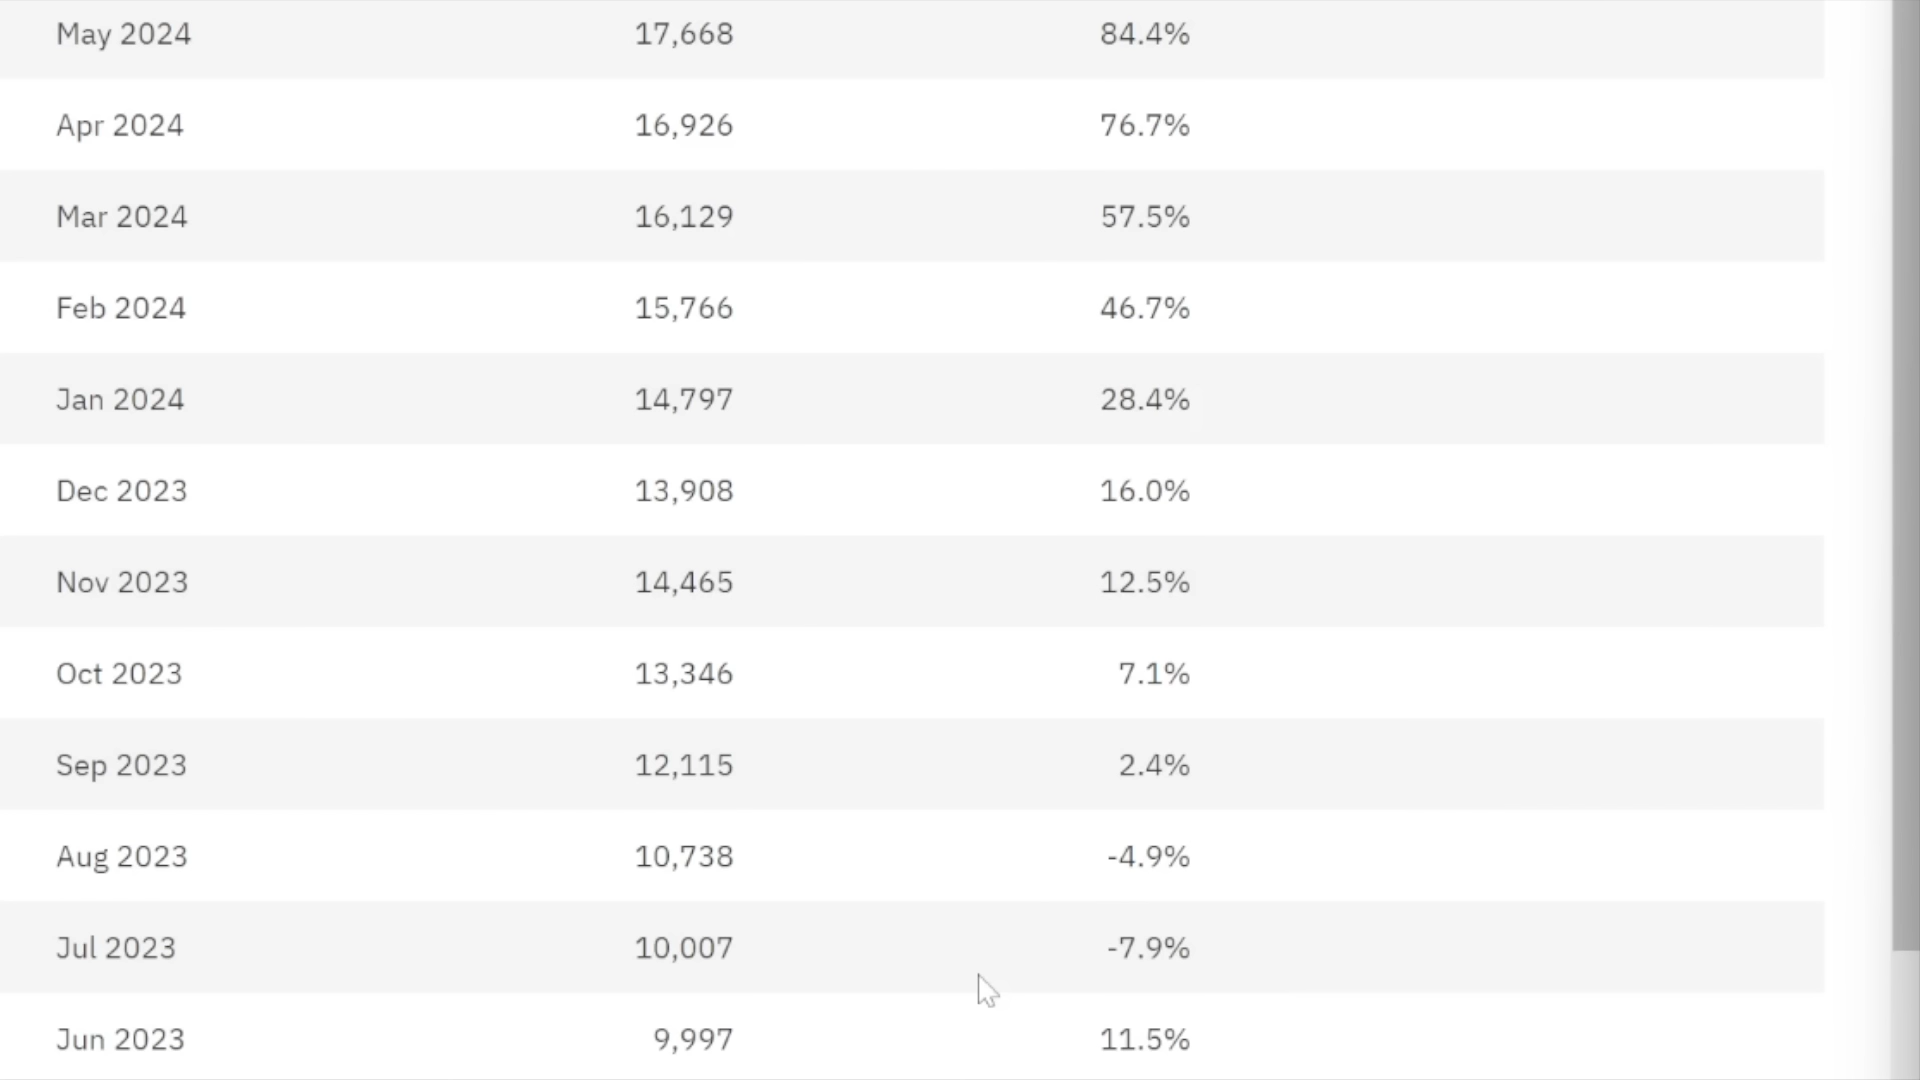 May 2024 17,668 84.4%
Apr 2024 16,926 76.7%
Mar 2024 16,129 57.5%
Feb 2024 15,766 46.7%
Jan 2024 14,797 28.4%
Dec 2023 13,908 16.0%
Nov 2023 14,465 12.5%
Oct 2023 13,346 7.1%
Sep 2023 12,115 2.4%
Aug 2023 10,738 -4.9%
Jul 2023 10,007 -7.9%
Jun 2023 9,997 11.5%